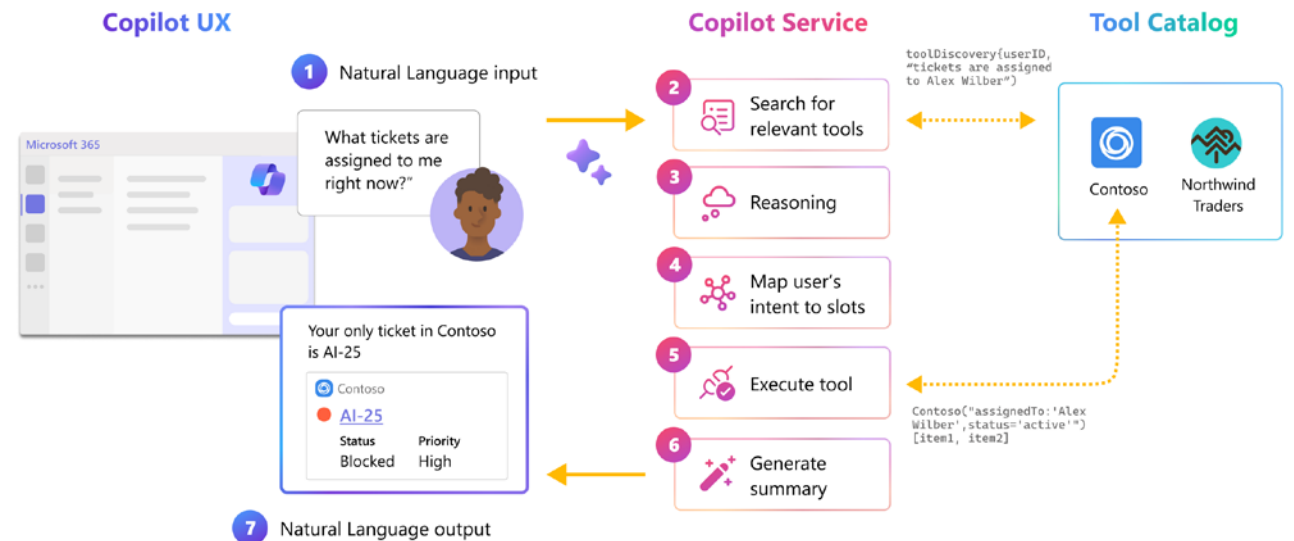 Copilot UX
Copilot Service
Tool Catalog
1
Natural Language input
What tickets are
assigned to me
right now?"
Microsoft 365
2
Search for
relevant tools
toolDiscovery{userID,
"tickets are assigned
to Alex Wilber")
Contoso
Northwind
Traders
3
Reasoning
4
Map user's
intent to slots
5
Execute tool
Contoso("assignedTo:'Alex
Wilber',status='active'")
[item1, item2]
6
Generate
summary
Your only ticket in Contoso
is AI-25
Contoso
AI-25
Status
Priority
Blocked
High
7
Natural Language output